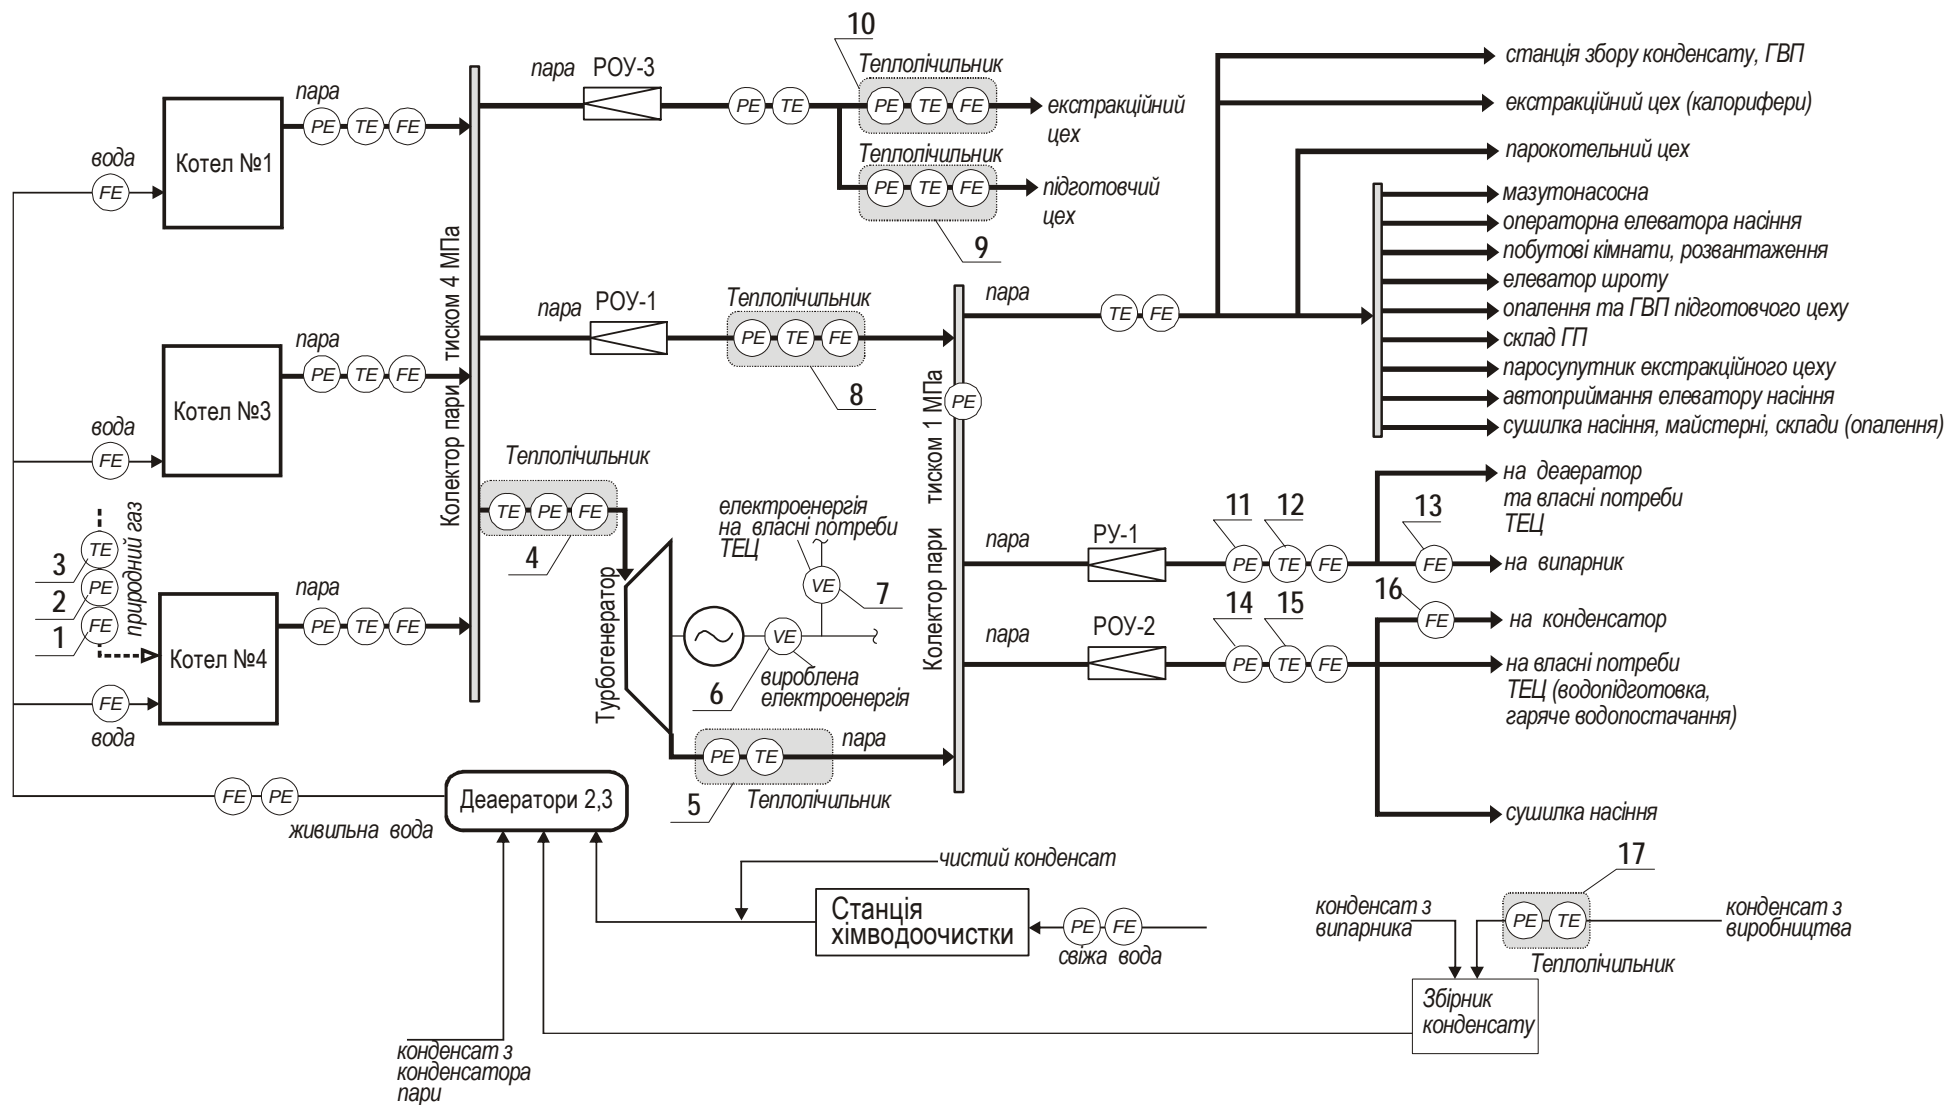 10
Теплолічильник
пара
РОУ-3
PE
TE
PE
TE
FE
екстракційний
цех
Теплолічильник
PE
TE
FE
підготовчий
цех
9
станція збору конденсату, ГВП
екстракційний цех (калорифери)
парокотельний цех
мазутонасосна
операторна елеватора насіння
побутові кімнати, розвантаження
елеватор шроту
опалення та ГВП підготовчого цеху
склад ГП
паросупутник екстракційного цеху
автоприймання елеватору насіння
сушилка насіння, майстерні, склади (опалення)
пара
PE
TE
FE
Котел №1
вода
FE
Колектор пари тиском 4 МПа
пара
РОУ-1
Теплолічильник
PE
TE
FE
8
пара
TE
FE
PE
Колектор пари тиском 1 МПа
пара
PE
TE
FE
Котел №3
вода
FE
Теплолічильник
TE
PE
FE
4
електроенергія
на власні потреби
ТЕЦ
VE
7
природний газ
3
TE
2
PE
1
FE
пара
PE
TE
FE
Котел №4
FE
вода
Турбогенератор
VE
6
вироблена
електроенергія
PE
TE
пара
5
Теплолічильник
пара
РУ-1
11
12
13
PE
TE
FE
FE
на деаератор
та власні потреби
ТЕЦ
на випарник
16
FE
на конденсатор
пара
РОУ-2
14
15
PE
TE
FE
на власні потреби
ТЕЦ (водопідготовка,
гаряче водопостачання)
сушилка насіння
FE
PE
живильна вода
Деаератори 2,3
чистий конденсат
Станція
хімводоочистки
PE
FE
свіжа вода
17
конденсат з
випарника
PE
TE
конденсат з
виробництва
Теплолічильник
Збірник
конденсату
конденсат з
конденсатора
пари